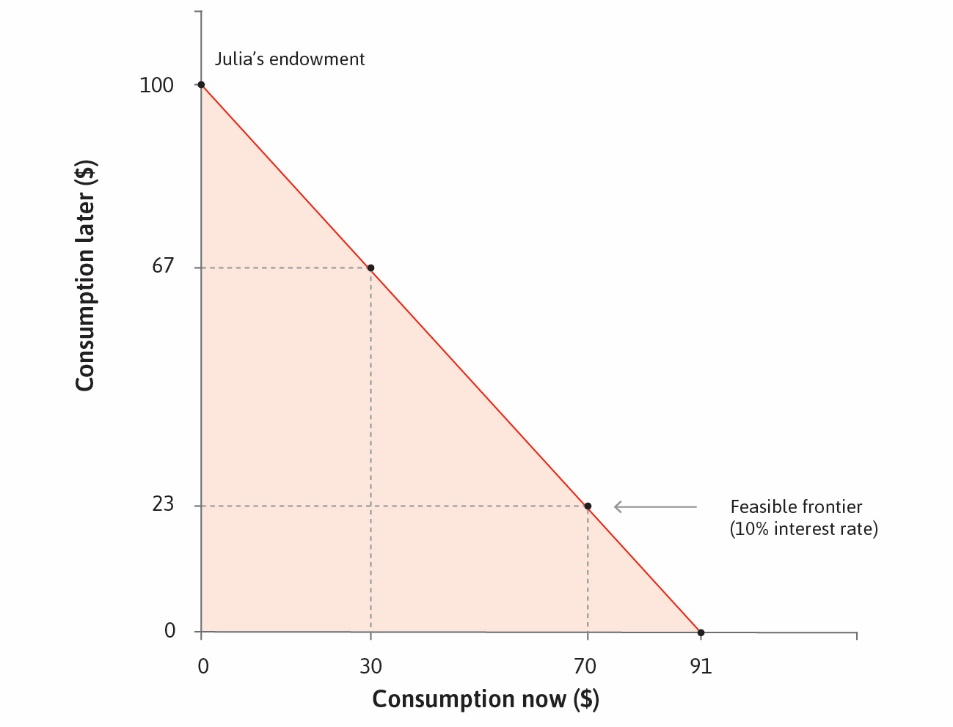 Julia's endowment
100
67
23
0
Consumption later ($)
Feasible frontier
(10% interest rate)
0
30
70
91
Consumption now ($)